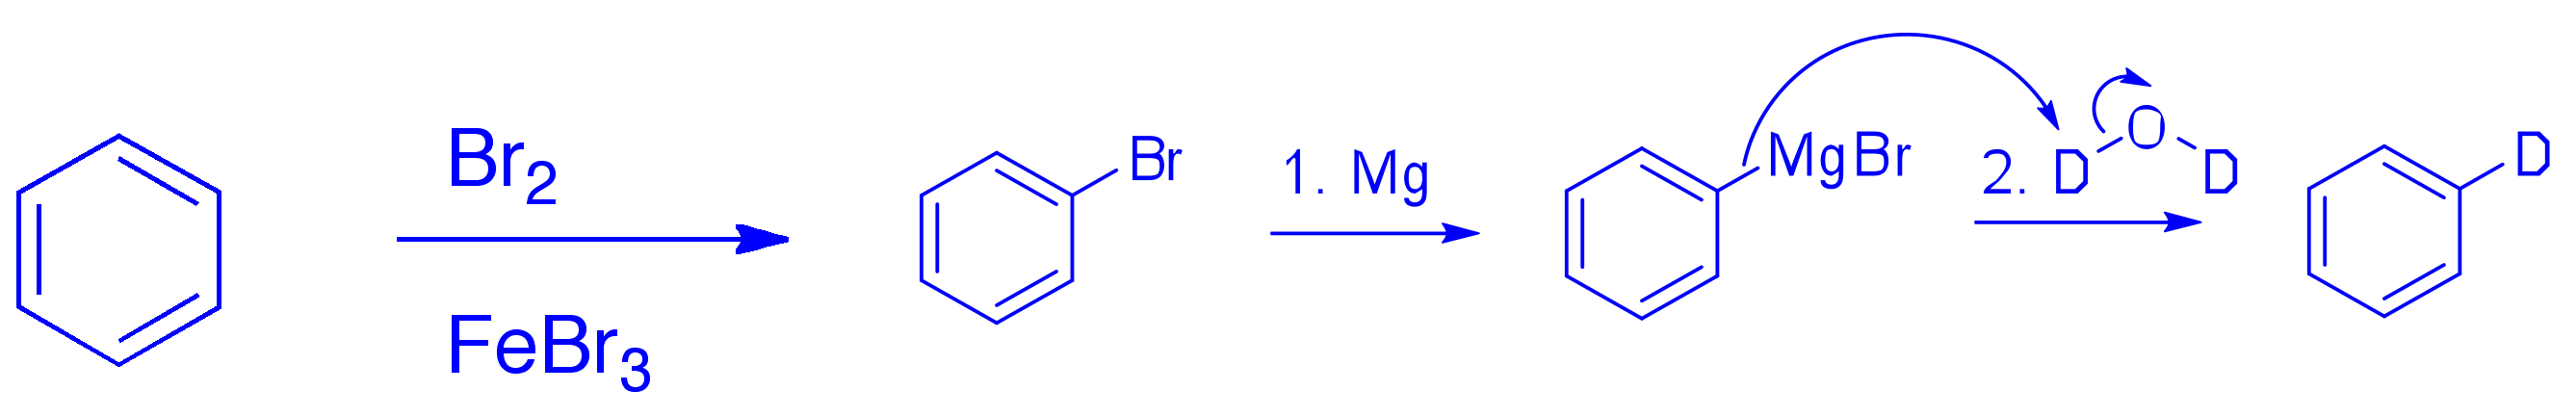 Br2
FeBr3
Br
1. Mg
MgBr
2. D O D
D